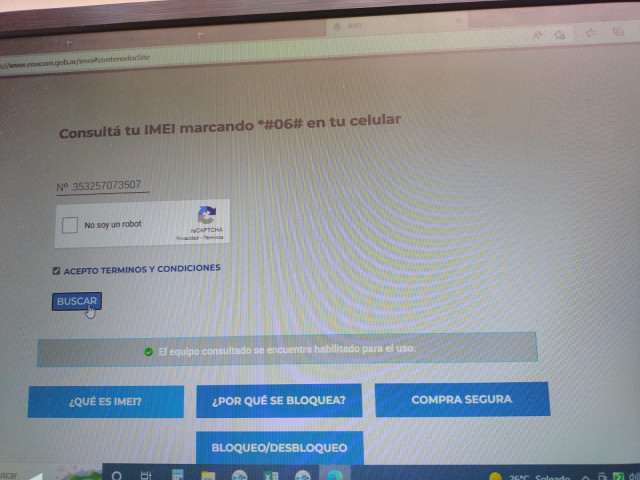 ://www.enacom.gob.ar/imei#contenedorSite
Consultá tu IMEI marcando *#06# en tu celular
Nº 353257073507
No soy un robot
reCAPTCHA
Privacidad - Términos
ACEPTO TERMINOS Y CONDICIONES
BUSCAR
El equipo consultado se encuentra habilitado para el uso.
¿QUÉ ES IMEI?
¿POR QUÉ SE BLOQUEA?
COMPRA SEGURA
BLOQUEO/DESBLOQUEO
uscar
26°C Soleado